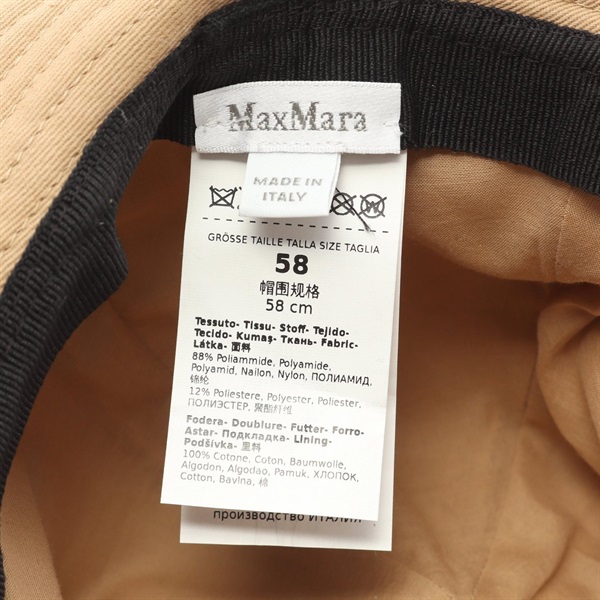 MaxMara
MADE IN
ITALY
GRÖSSE TAILLE TALLA SIZE TAGLIA
58
帽围规格
58 cm
Tessuto- Tissu- Stoff- Tejido-
Tecido- Kumaş- Ткань- Fabric-
Látka- 面料
88% Poliammide, Polyamide,
Polyamid, Nailon, Nylon, ПОЛИАМИД,
锦纶
12% Poliestere, Polyester, Poliester,
ПОЛИЭСТЕР, 聚酯纤维
Fodera- Doublure- Futter- Forro-
Astar- Подкладка- Lining-
Podšívka- 里料
100% Cotone, Coton, Baumwolle,
Algodon, Algodao, Pamuk, ХЛОПОК,
Cotton, Bavlna, 棉
производство ИТАЛИЯ